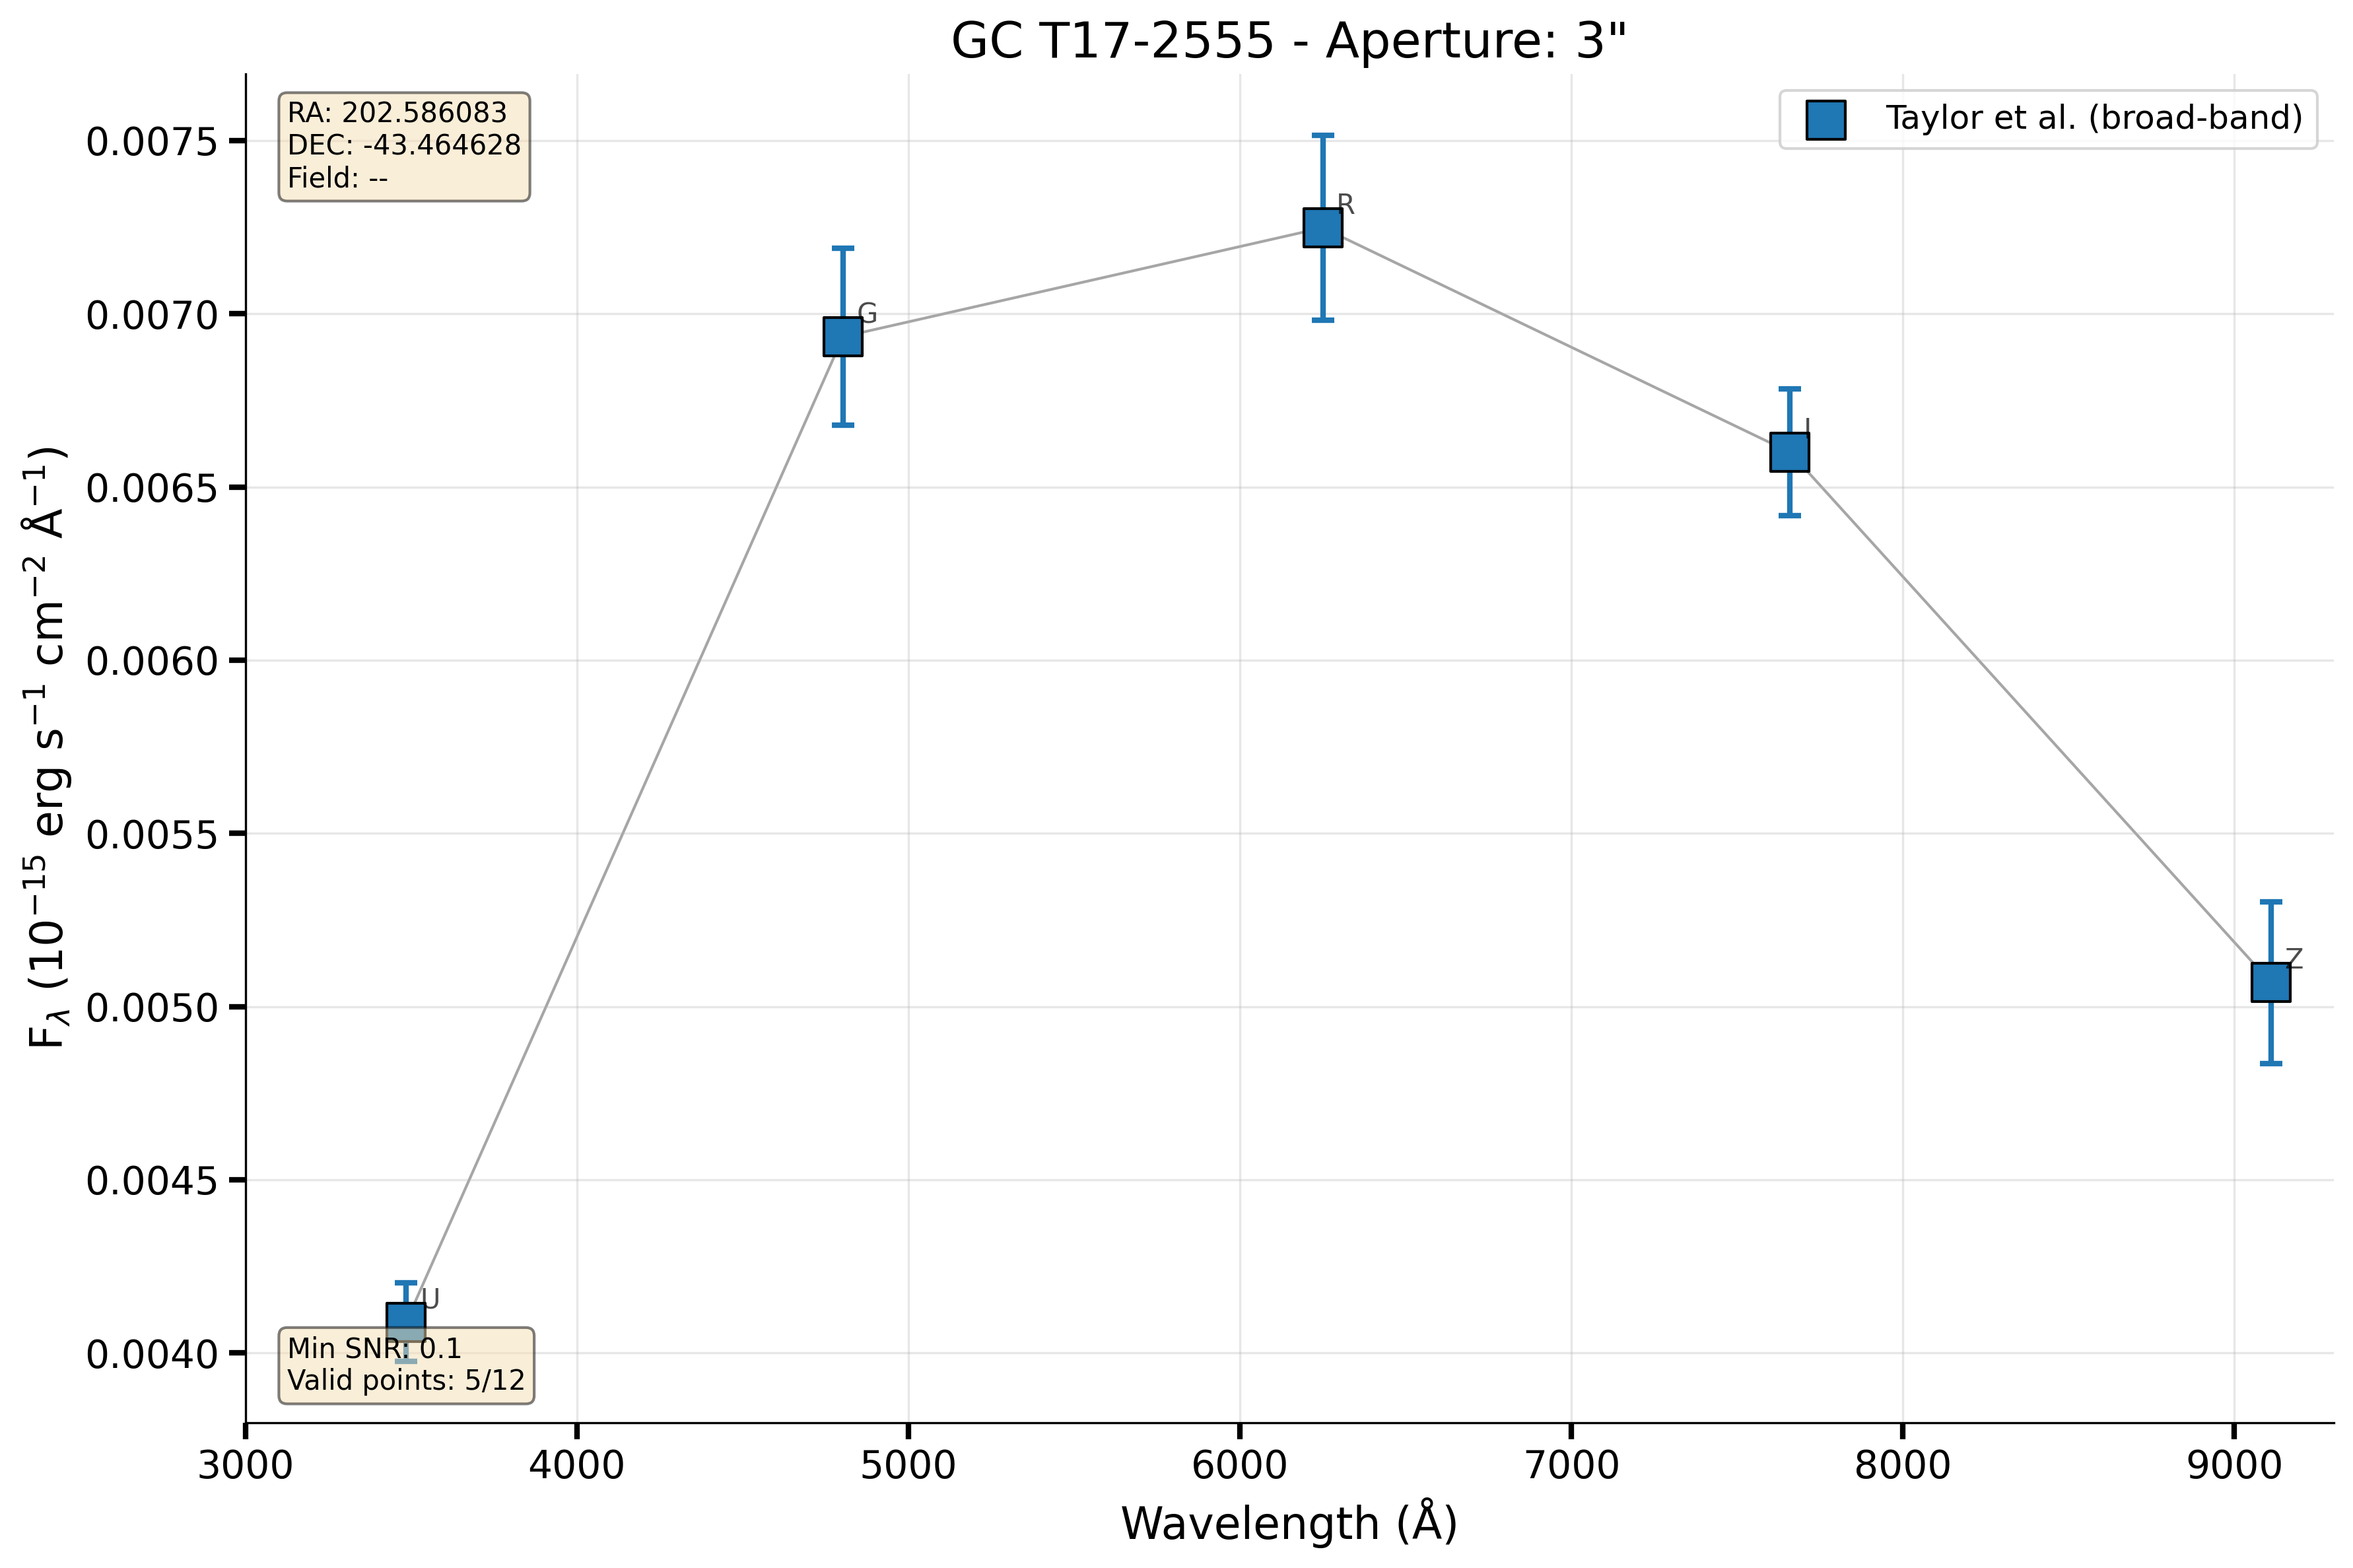 GC T17-2555 - Aperture: 3"
RA: 202.586083
DEC: -43.464628
Field: --
Taylor et al. (broad-band)
0.0075
0.0070
0.0065
0.0060
0.0055
0.0050
0.0045
0.0040
F_λ (10⁻¹⁵ erg s⁻¹ cm⁻² Å⁻¹)
U
G
R
I
Z
Min SNR: 0.1
Valid points: 5/12
3000 4000 5000 6000 7000 8000 9000
Wavelength (Å)